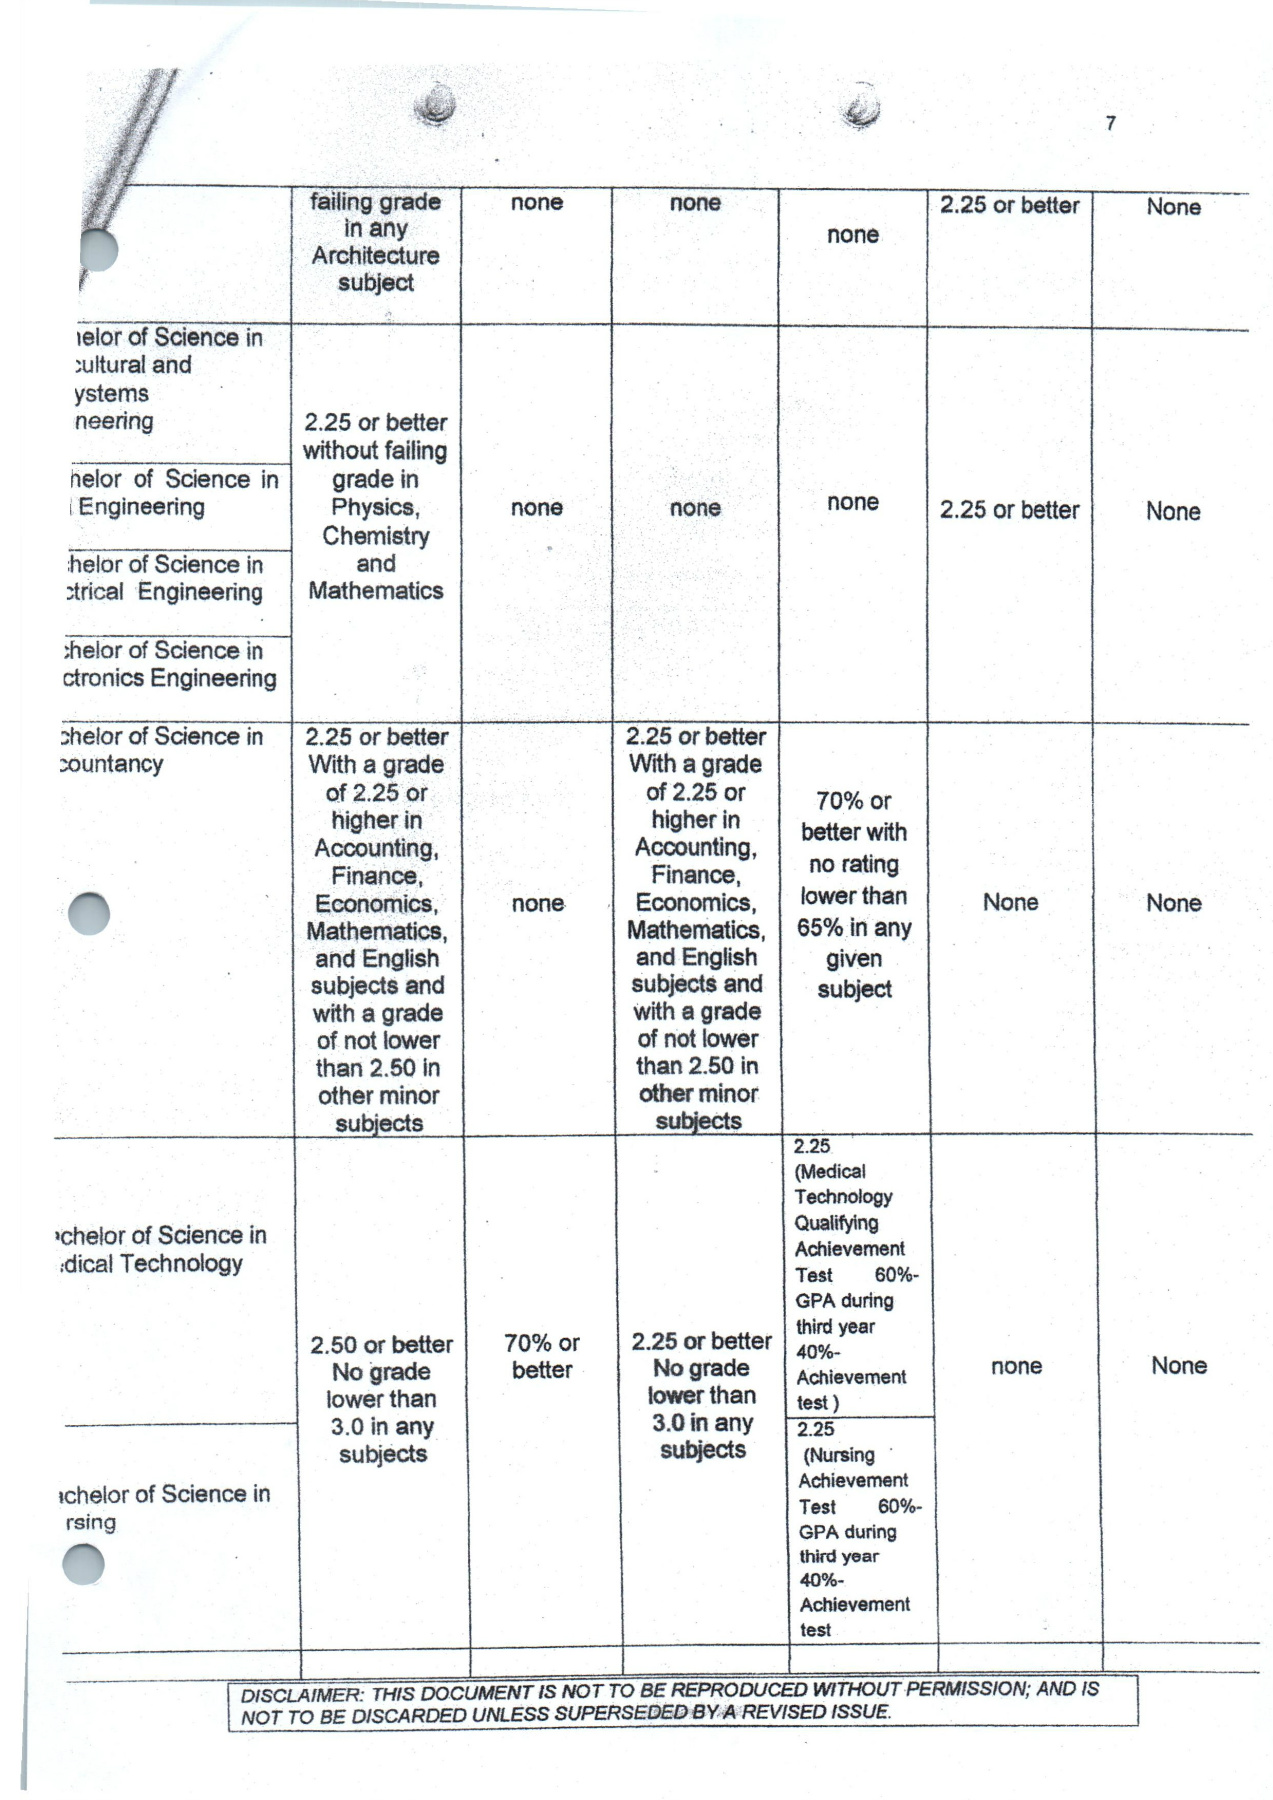 7
failing grade
in any
Architecture
subject
none
none
none
2.25 or better
None
helor of Science in
cultural and
ystems
neering
helor of Science in
Engineering
helor of Science in
ctrical Engineering
chelor of Science in
ctronics Engineering
2.25 or better
without failing
grade in
Physics,
Chemistry
and
Mathematics
none
none
none
2.25 or better
None
chelor of Science in
countancy
2.25 or better
With a grade
of 2.25 or
higher in
Accounting,
Finance,
Economics,
Mathematics,
and English
subjects and
with a grade
of not lower
than 2.50 in
other minor
subjects
none
2.25 or better
With a grade
of 2.25 or
higher in
Accounting,
Finance,
Economics,
Mathematics,
and English
subjects and
with a grade
of not lower
than 2.50 in
other minor
subjects
70% or
better with
no rating
lower than
65% in any
given
subject
None
None
chelor of Science in
dical Technology
achelor of Science in
rsing
2.50 or better
No grade
lower than
3.0 in any
subjects
70% or
better
2.25 or better
No grade
lower than
3.0 in any
subjects
2.25
(Medical
Technology
Qualifying
Achievement
Test 60%-
GPA during
third year
40%-
Achievement
test )
2.25
(Nursing
Achievement
Test 60%-
GPA during
third year
40%-
Achievement
test
none
None
DISCLAIMER: THIS DOCUMENT IS NOT TO BE REPRODUCED WITHOUT PERMISSION; AND IS
NOT TO BE DISCARDED UNLESS SUPERSEDED BY A REVISED ISSUE.